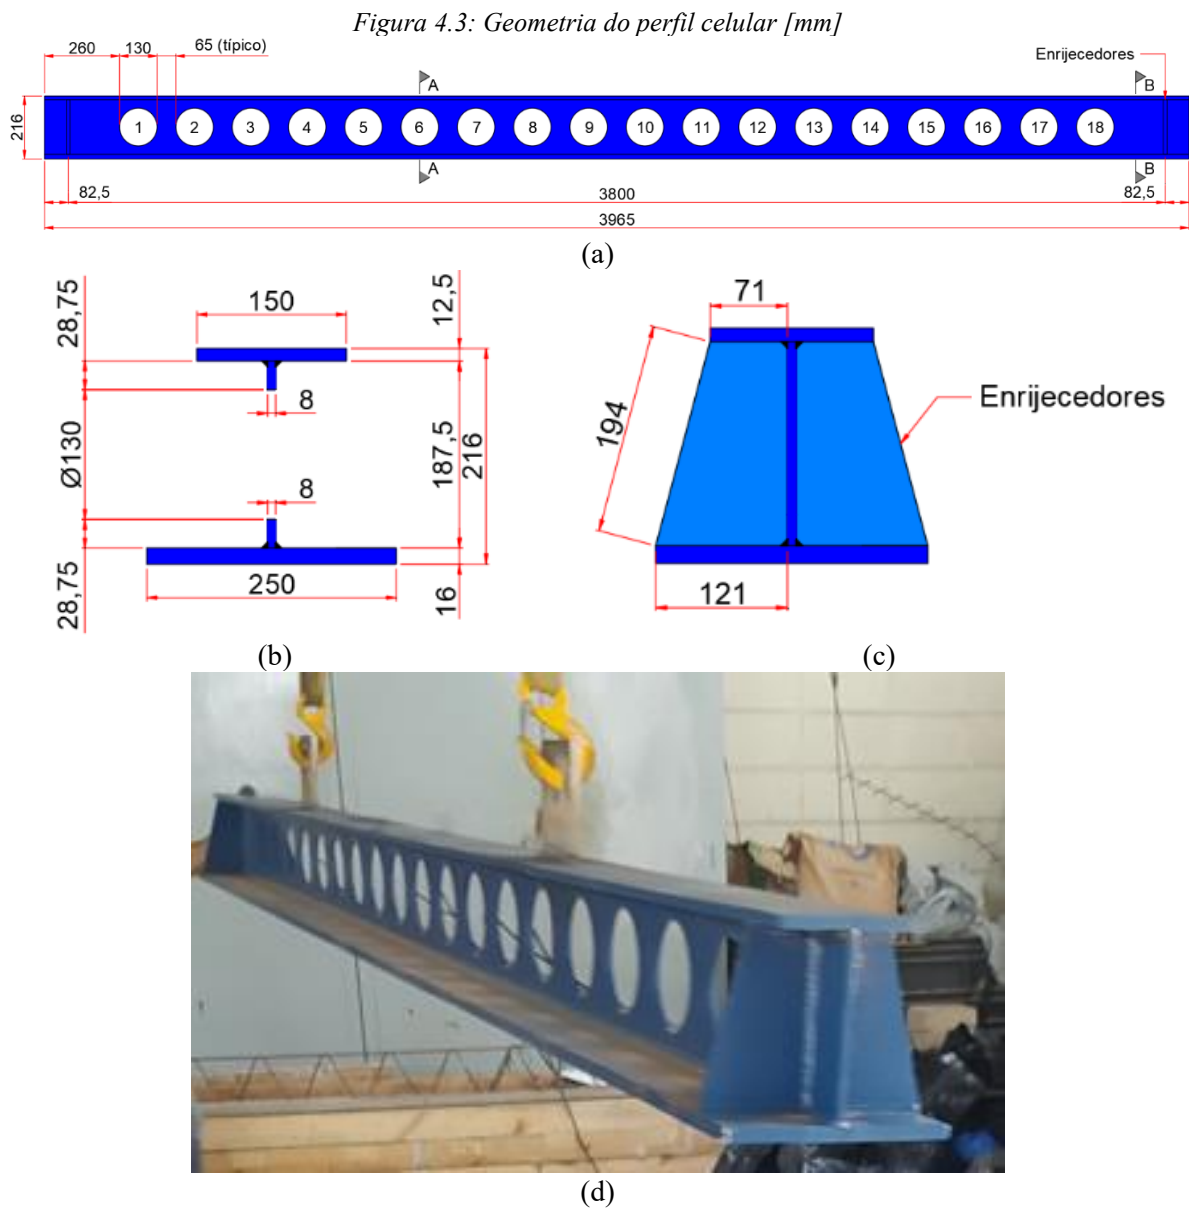 Figura 4.3: Geometria do perfil celular [mm]
260 130 65 (típico) Enrijecedores
A B
216 1 2 3 4 5 6 7 8 9 10 11 12 13 14 15 16 17 18
A B
82,5 3800 82,5
3965
(a)
28,75 150 12,5
8
Ø130 187,5 216
8
28,75 250 16
(b)
71
194 Enrijecedores
121
(c)
(d)